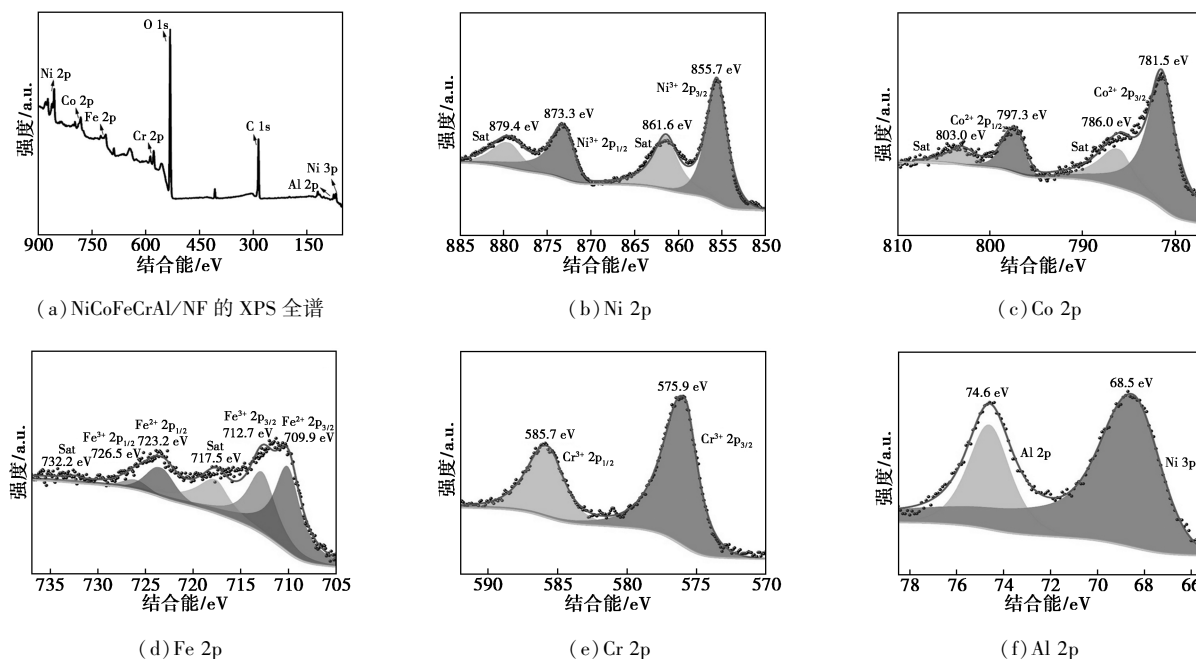 强度/a.u.
O 1s
Ni 2p
Co 2p
Fe 2p
Cr 2p
C 1s
Ni 3p
Al 2p
900 750 600 450 300 150
结合能/eV
(a) NiCoFeCrAl/NF 的 XPS 全谱
强度/a.u.
855.7 eV
Ni³⁺ 2p₃/₂
873.3 eV
879.4 eV
861.6 eV
Sat
Ni³⁺ 2p₁/₂
Sat
885 880 875 870 865 860 855 850
结合能/eV
(b) Ni 2p
强度/a.u.
781.5 eV
Co²⁺ 2p₃/₂
797.3 eV
786.0 eV
Co²⁺ 2p₁/₂
803.0 eV
Sat
Sat
810 800 790 780
结合能/eV
(c) Co 2p
强度/a.u.
Fe³⁺ 2p₃/₂
712.7 eV
Fe²⁺ 2p₃/₂
709.9 eV
Fe²⁺ 2p₁/₂
723.2 eV
Fe³⁺ 2p₁/₂
726.5 eV
Sat
717.5 eV
Sat
732.2 eV
735 730 725 720 715 710 705
结合能/eV
(d) Fe 2p
强度/a.u.
575.9 eV
585.7 eV
Cr³⁺ 2p₃/₂
Cr³⁺ 2p₁/₂
590 585 580 575 570
结合能/eV
(e) Cr 2p
强度/a.u.
74.6 eV
68.5 eV
Al 2p
Ni 3p
78 76 74 72 70 68 66
结合能/eV
(f) Al 2p